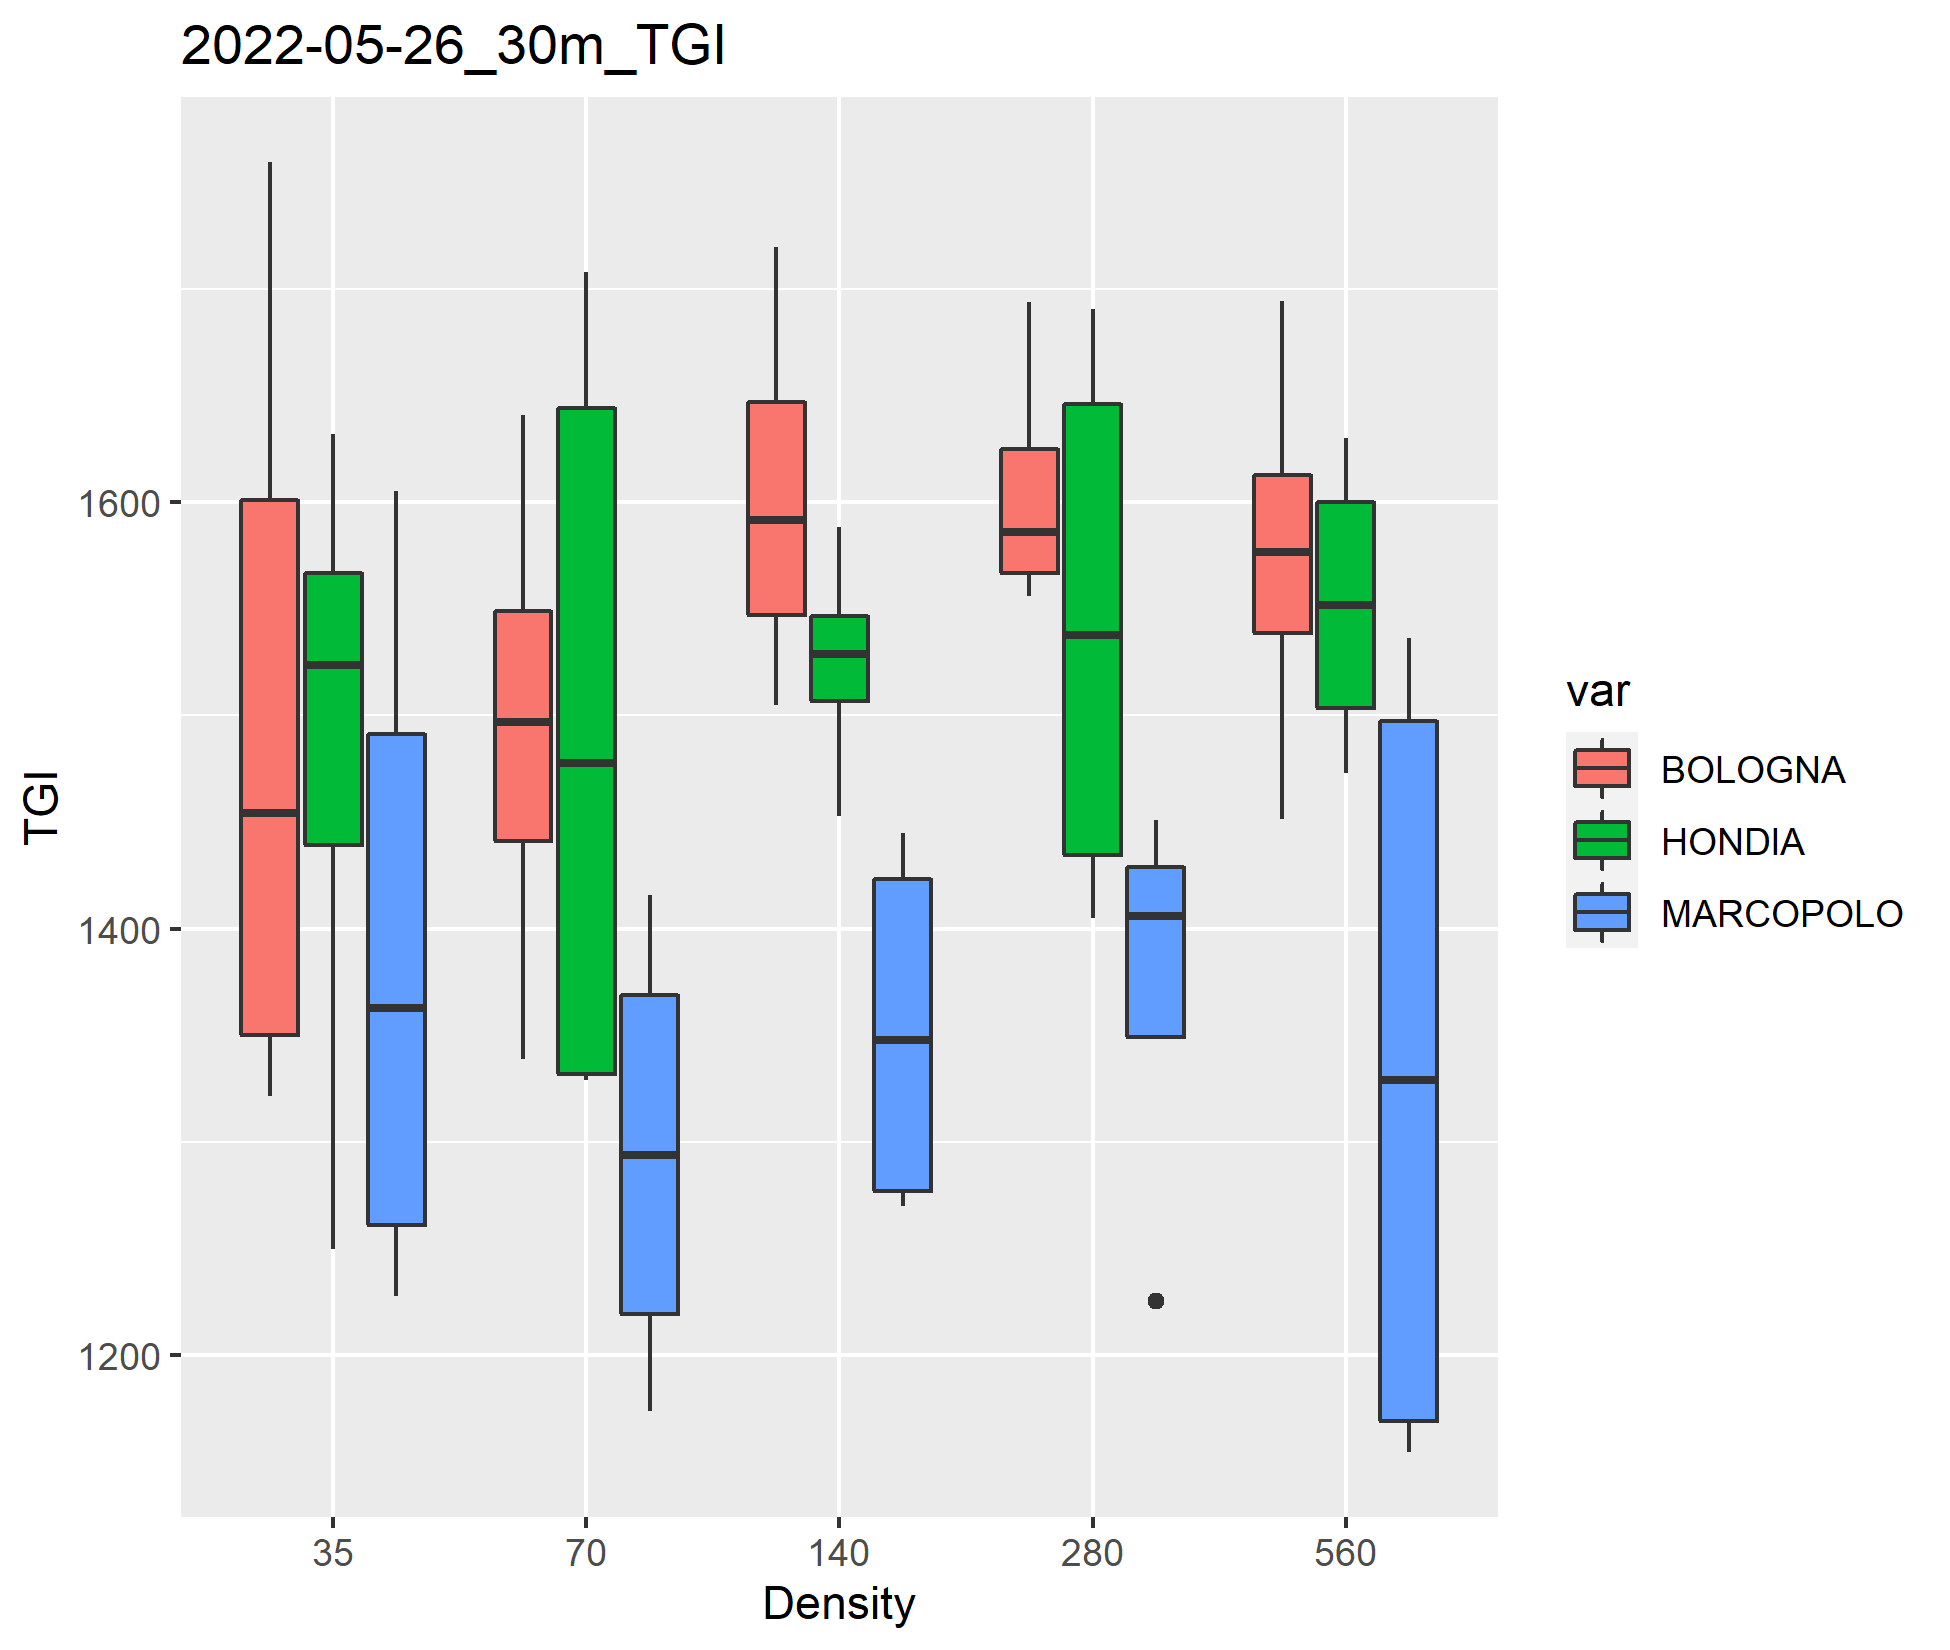 2022-05-26_30m_TGI
TGI
1600
1400
1200
35 70 140 280 560
Density
var
BOLOGNA
HONDIA
MARCOPOLO